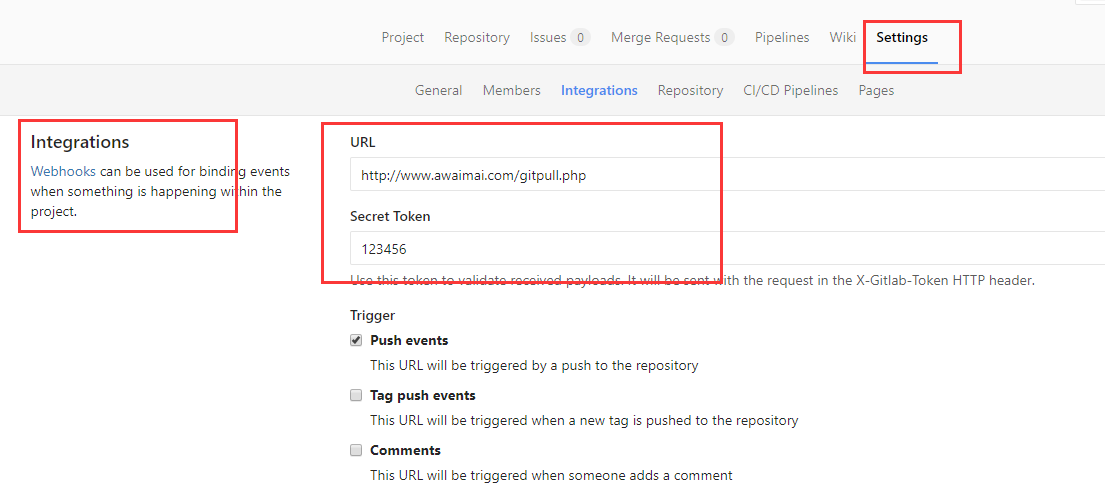 Project Repository Issues 0 Merge Requests 0 Pipelines Wiki Settings
General Members Integrations Repository CI/CD Pipelines Pages
Integrations
Webhooks can be used for binding events
when something is happening within the
project.
URL
http://www.awaimai.com/gitpull.php
Secret Token
123456
Use this token to validate received payloads. It will be sent with the request in the X-Gitlab-Token HTTP header.
Trigger
Push events
This URL will be triggered by a push to the repository
Tag push events
This URL will be triggered when a new tag is pushed to the repository
Comments
This URL will be triggered when someone adds a comment